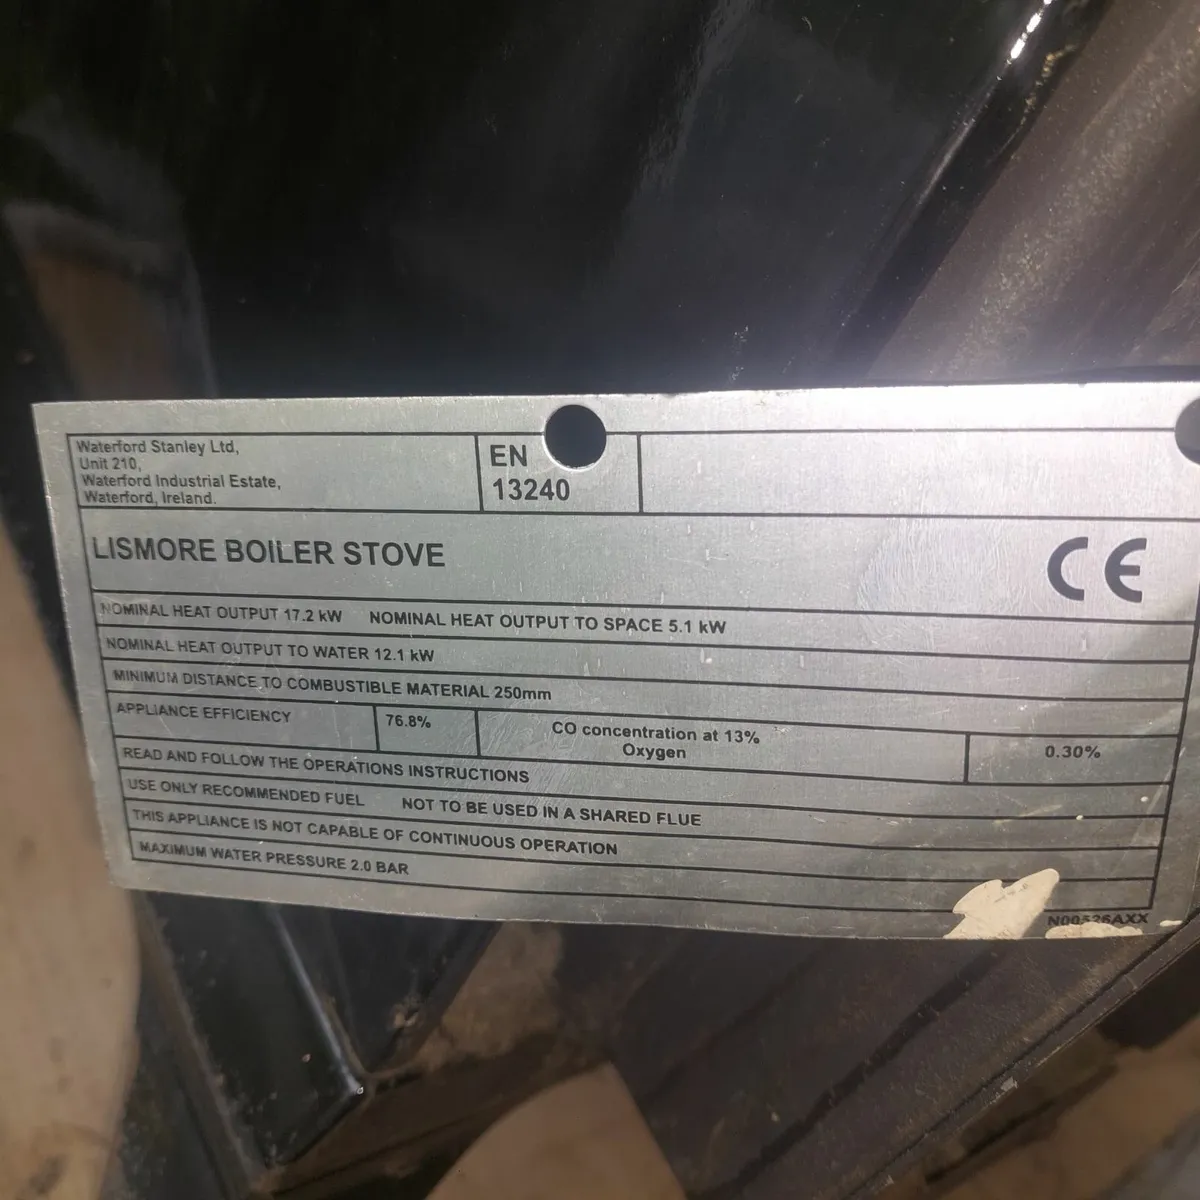 Waterford Stanley Ltd,
Unit 210,
Waterford Industrial Estate,
Waterford, Ireland.
EN
13240
LISMORE BOILER STOVE
CE
NOMINAL HEAT OUTPUT 17.2 kW NOMINAL HEAT OUTPUT TO SPACE 5.1 kW
NOMINAL HEAT OUTPUT TO WATER 12.1 kW
MINIMUM DISTANCE TO COMBUSTIBLE MATERIAL 250mm
APPLIANCE EFFICIENCY
76.8%
CO concentration at 13%
Oxygen
0.30%
READ AND FOLLOW THE OPERATIONS INSTRUCTIONS
USE ONLY RECOMMENDED FUEL NOT TO BE USED IN A SHARED FLUE
THIS APPLIANCE IS NOT CAPABLE OF CONTINUOUS OPERATION
MAXIMUM WATER PRESSURE 2.0 BAR